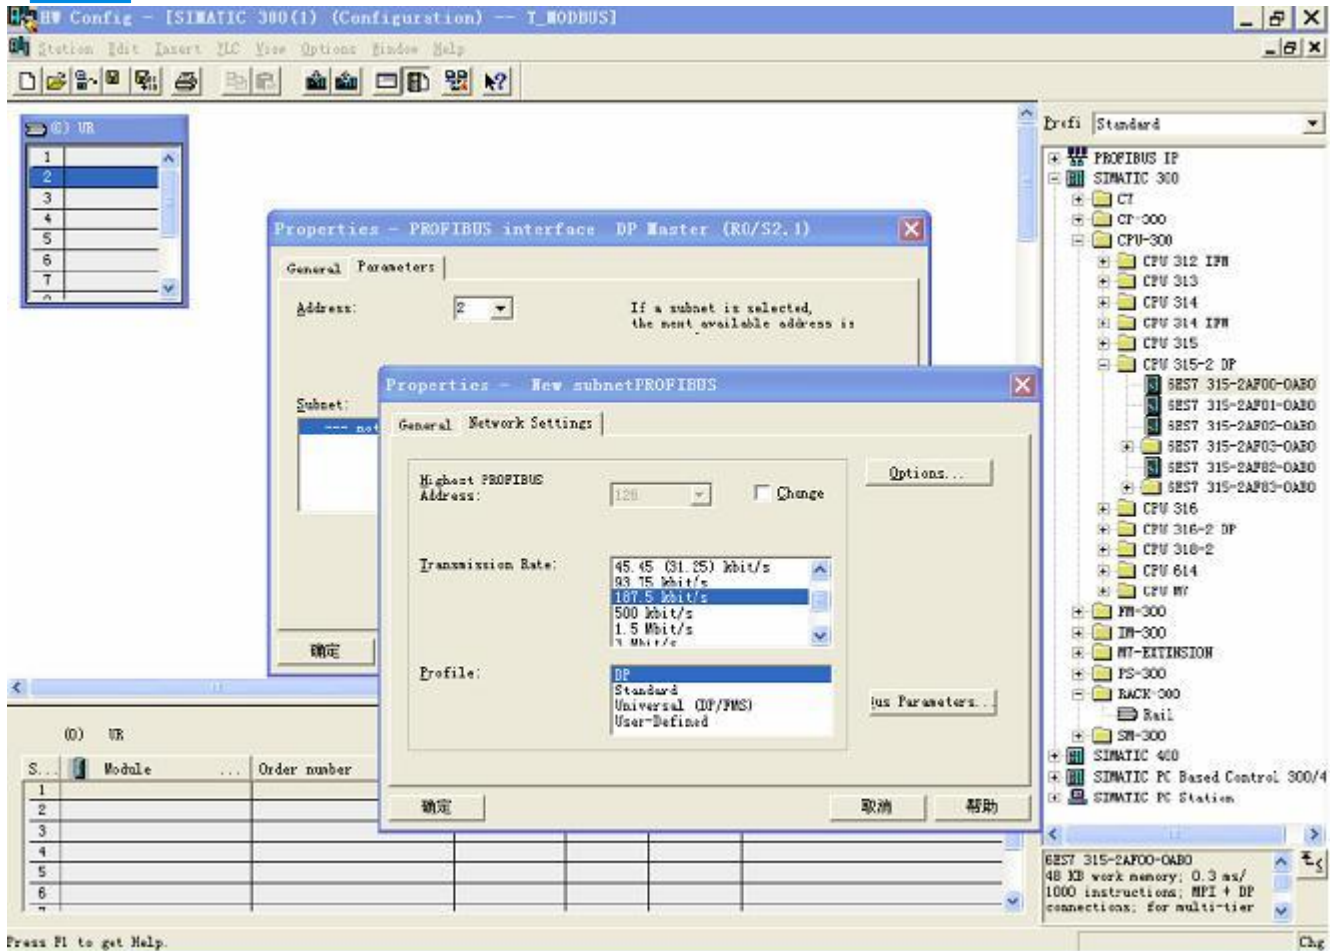 HW Config - [SIMATIC 300(1) (Configuration) -- T_MODBUS]
Station Edit Insert PLC View Options Window Help
(0) UR
1
2
3
4
5
6
7
Properties - PROFIBUS interface DP Master (R0/S2.1)
General Parameters
Address:
2
If a subnet is selected,
the next available address is
Subnet:
--- not
确定
Properties - New subnetPROFIBUS
General Network Settings
Highest PROFIBUS
Address:
126
Change
Options...
Transmission Rate:
45.45 (31.25) kbit/s
93.75 kbit/s
187.5 kbit/s
500 kbit/s
1.5 Mbit/s
3 Mbit/s
Profile:
DP
Standard
Universal (DP/FMS)
User-Defined
us Parameters...
确定
取消
帮助
(0) UR
S... Module ... Order number
1
2
3
4
5
6
Profi Standard
PROFIBUS IP
SIMATIC 300
C7
CP-300
CPU-300
CPU 312 IFM
CPU 313
CPU 314
CPU 314 IFM
CPU 315
CPU 315-2 DP
6ES7 315-2AF00-0AB0
6ES7 315-2AF01-0AB0
6ES7 315-2AF02-0AB0
6ES7 315-2AF03-0AB0
6ES7 315-2AF82-0AB0
6ES7 315-2AF83-0AB0
CPU 316
CPU 316-2 DP
CPU 318-2
CPU 614
CPU M7
FM-300
IM-300
M7-EXTENSION
PS-300
RACK-300
Rail
SM-300
SIMATIC 400
SIMATIC PC Based Control 300/4
SIMATIC PC Station
6ES7 315-2AF00-0AB0
48 KB work memory; 0.3 ms/
1000 instructions; MPI + DP
connections; for multi-tier
Press F1 to get Help.
Chg